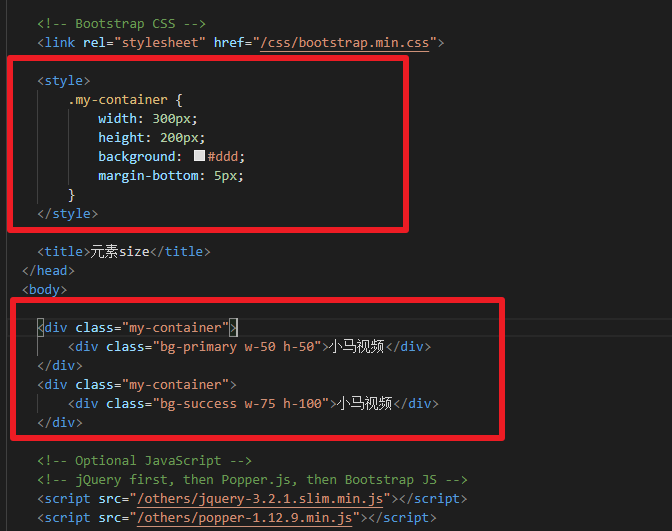 <!-- Bootstrap CSS -->
<link rel="stylesheet" href="/css/bootstrap.min.css">
<style>
.my-container {
width: 300px;
height: 200px;
background: #ddd;
margin-bottom: 5px;
}
</style>
<title>元素size</title>
</head>
<body>
<div class="my-container">
<div class="bg-primary w-50 h-50">小马视频</div>
</div>
<div class="my-container">
<div class="bg-success w-75 h-100">小马视频</div>
</div>
<!-- Optional JavaScript -->
<!-- jQuery first, then Popper.js, then Bootstrap JS -->
<script src="/others/jquery-3.2.1.slim.min.js"></script>
<script src="/others/popper-1.12.9.min.js"></script>